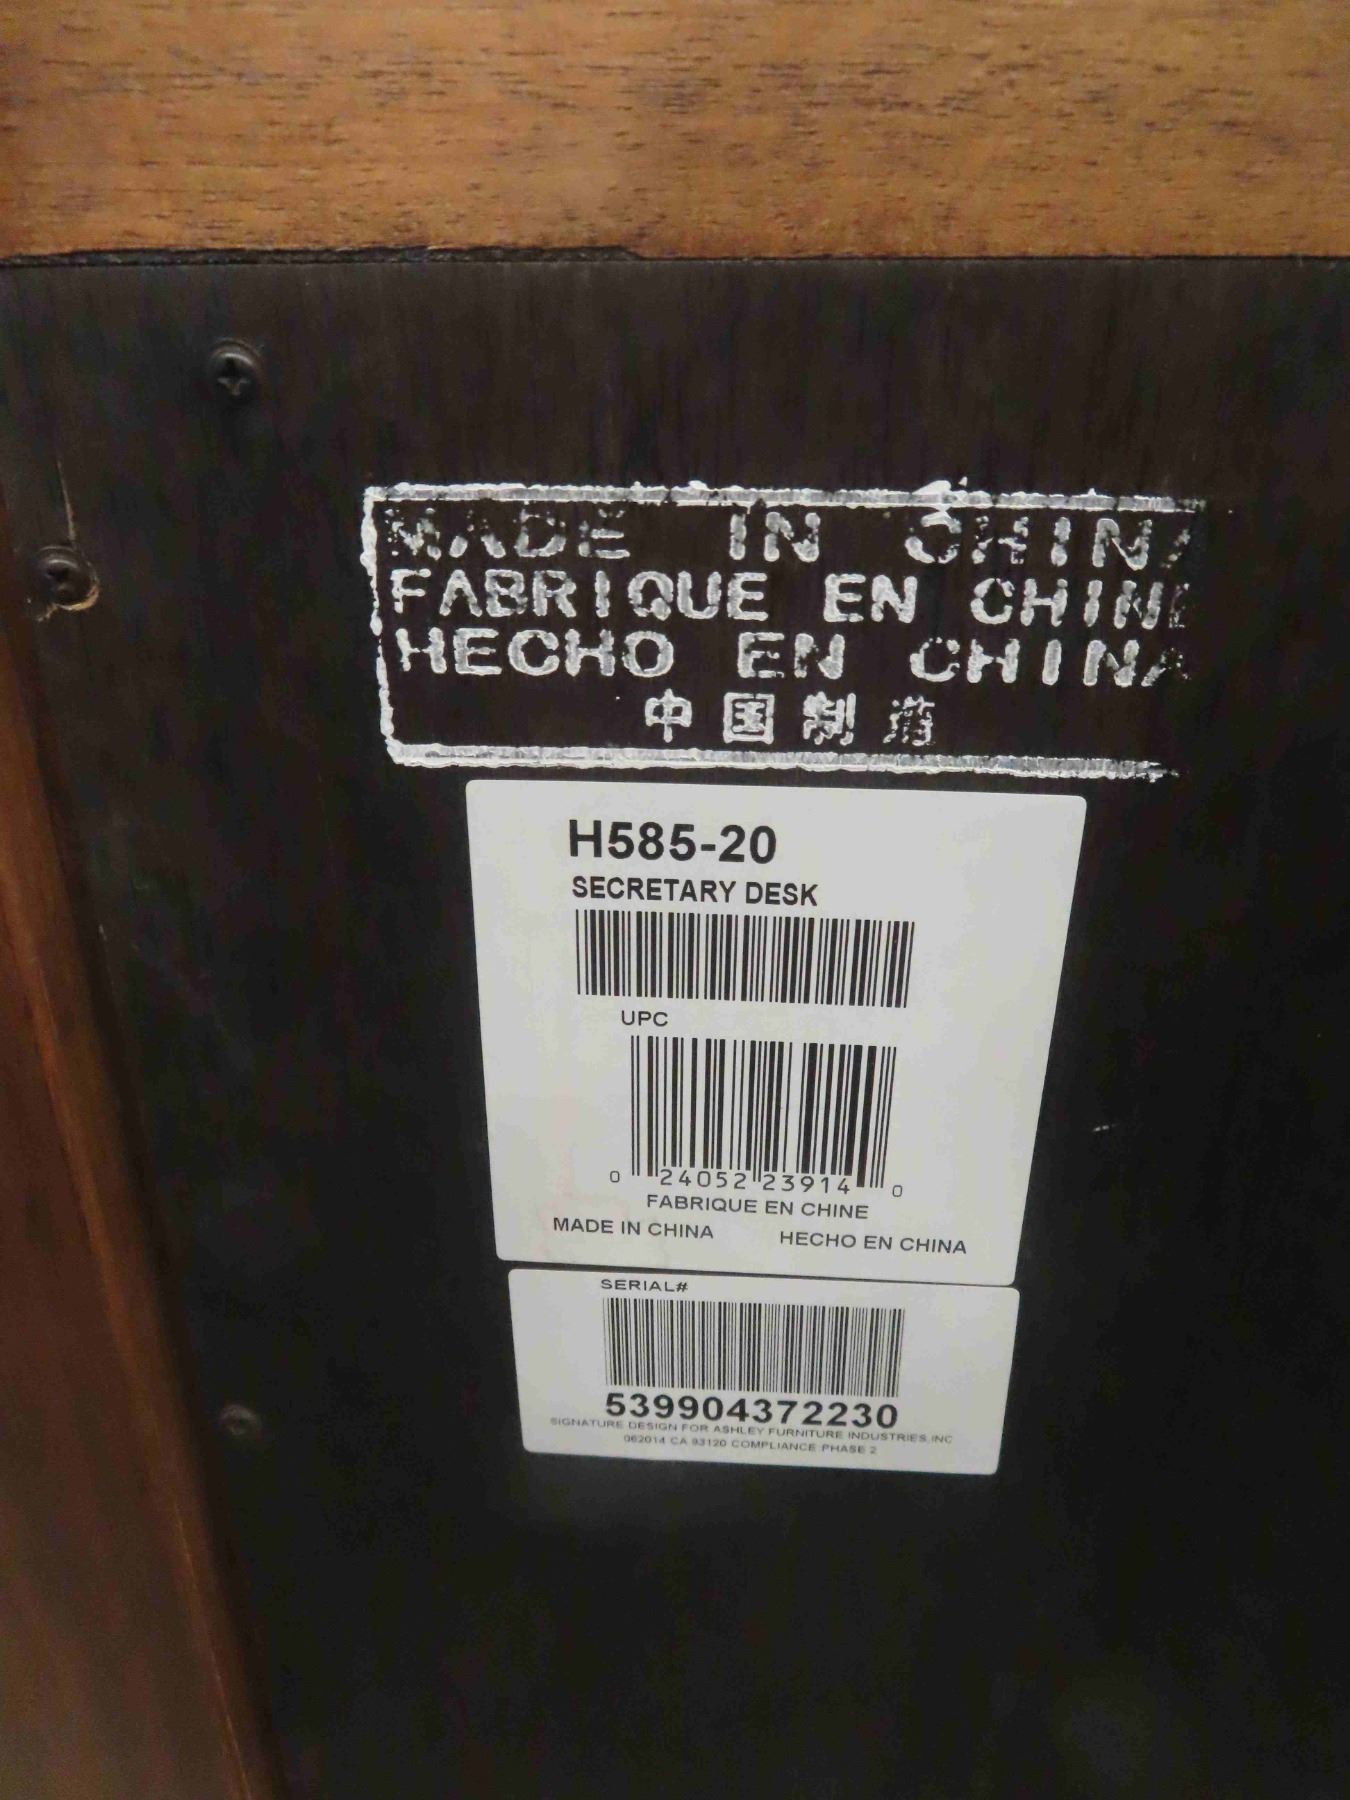 MADE IN CHINA
FABRIQUE EN CHINE
HECHO EN CHINA
中国制造
H585-20
SECRETARY DESK
UPC
0 24052 23914 0
FABRIQUE EN CHINE
MADE IN CHINA HECHO EN CHINA
SERIAL#
539904372230
SIGNATURE DESIGN FOR ASHLEY FURNITURE INDUSTRIES,INC
062014 CA 93120 COMPLIANCE PHASE 2